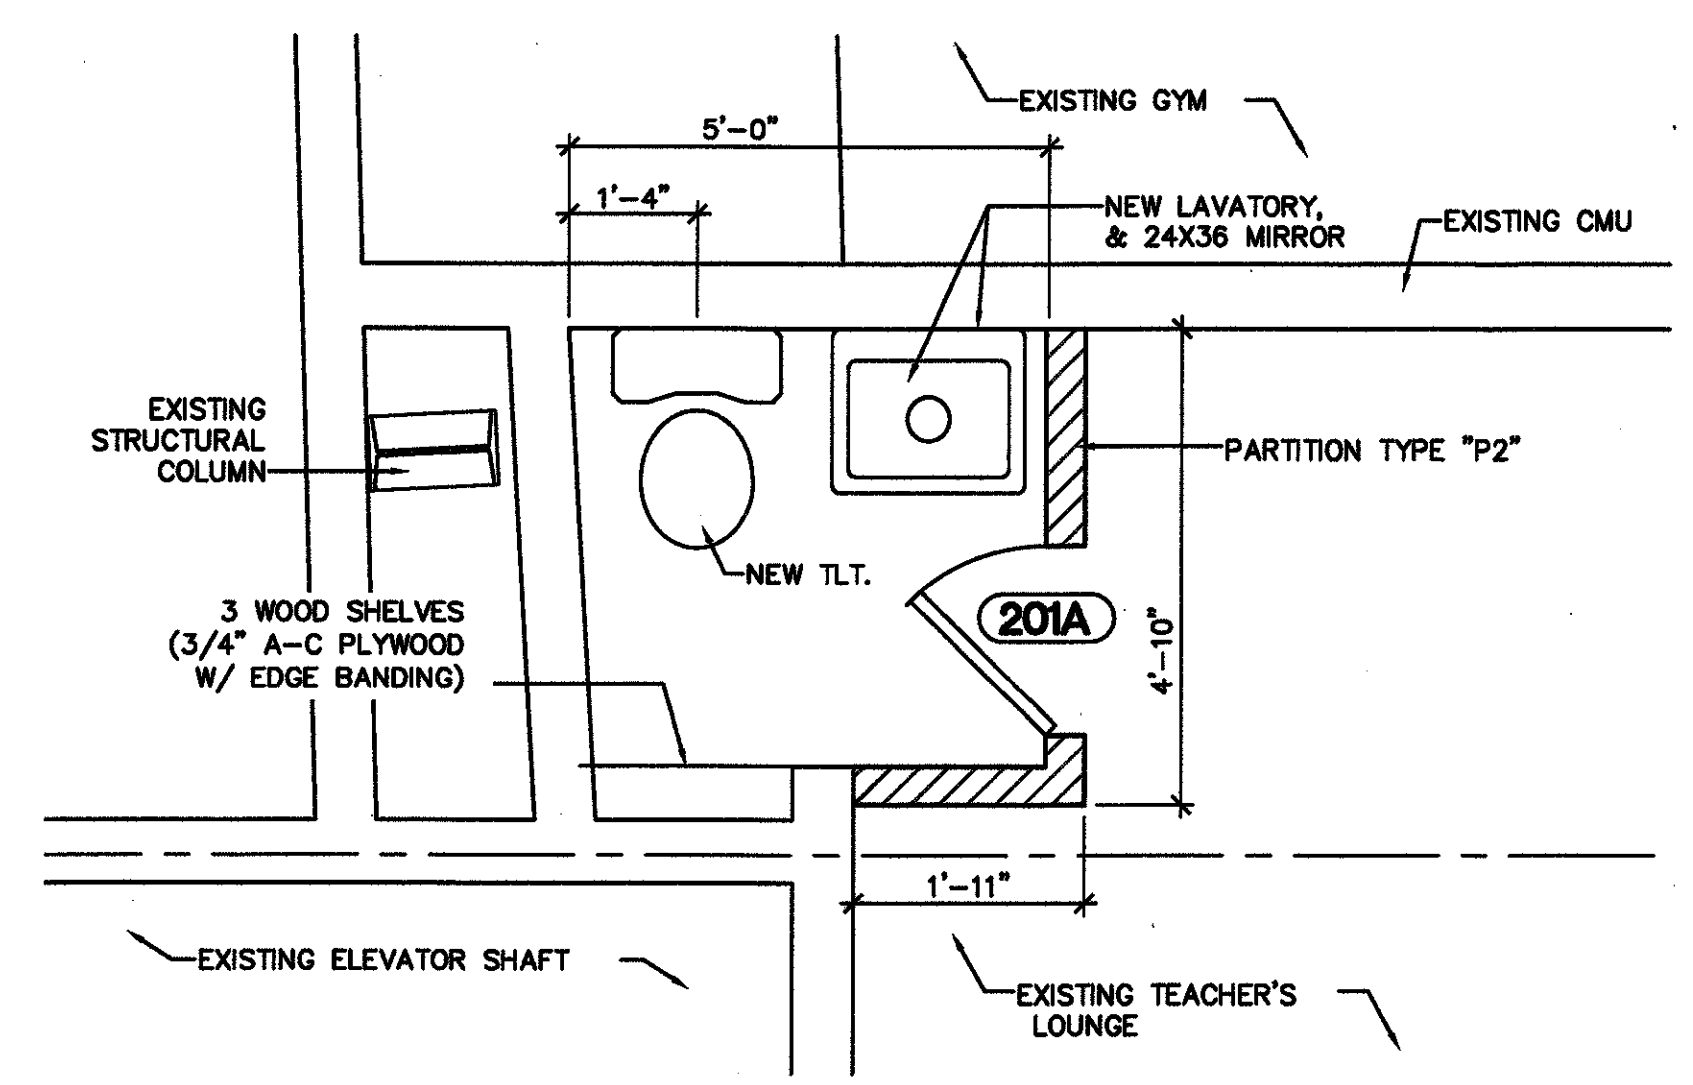 EXISTING GYM
5'-0"
1'-4"
NEW LAVATORY,
& 24X36 MIRROR
EXISTING CMU
EXISTING
STRUCTURAL
COLUMN
PARTITION TYPE "P2"
NEW TLT.
3 WOOD SHELVES
(3/4" A-C PLYWOOD
W/ EDGE BANDING)
201A
4'-10"
1'-11"
EXISTING ELEVATOR SHAFT
EXISTING TEACHER'S
LOUNGE